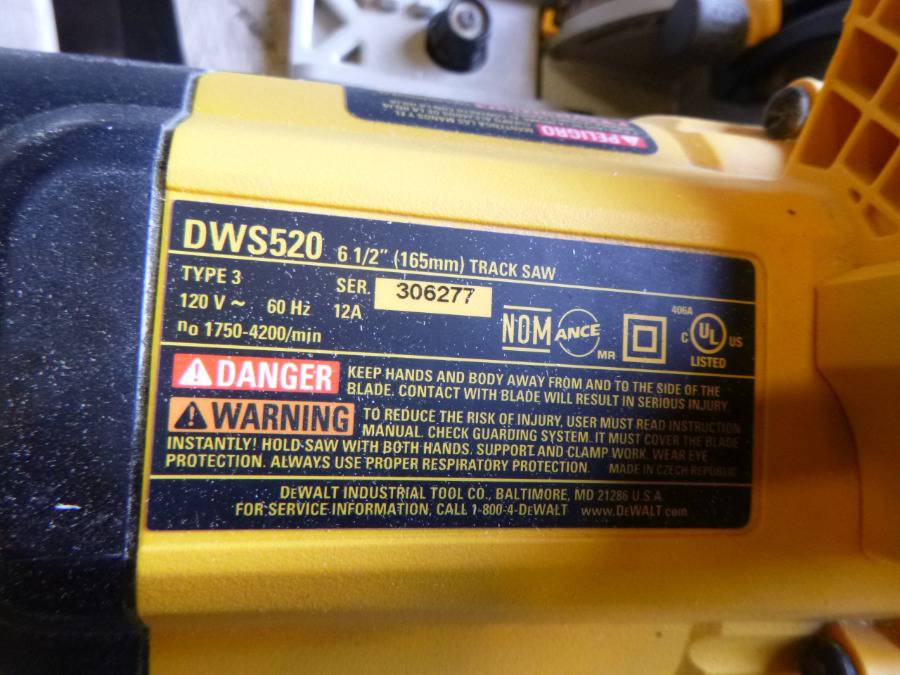 PELIGRO
DWS520 6 1/2" (165mm) TRACK SAW
TYPE 3 SER. 306277
120 V ~ 60 Hz 12A
no 1750-4200/min
NOM ANCE MR
406A
C UL US
LISTED
DANGER KEEP HANDS AND BODY AWAY FROM AND TO THE SIDE OF THE
BLADE. CONTACT WITH BLADE WILL RESULT IN SERIOUS INJURY.
WARNING TO REDUCE THE RISK OF INJURY, USER MUST READ INSTRUCTION
MANUAL. CHECK GUARDING SYSTEM. IT MUST COVER THE BLADE
INSTANTLY! HOLD SAW WITH BOTH HANDS. SUPPORT AND CLAMP WORK. WEAR EYE
PROTECTION. ALWAYS USE PROPER RESPIRATORY PROTECTION. MADE IN CZECH REPUBLIC
DEWALT INDUSTRIAL TOOL CO., BALTIMORE, MD 21286 U.S.A.
FOR SERVICE INFORMATION, CALL 1-800-4-DEWALT www.DEWALT.com